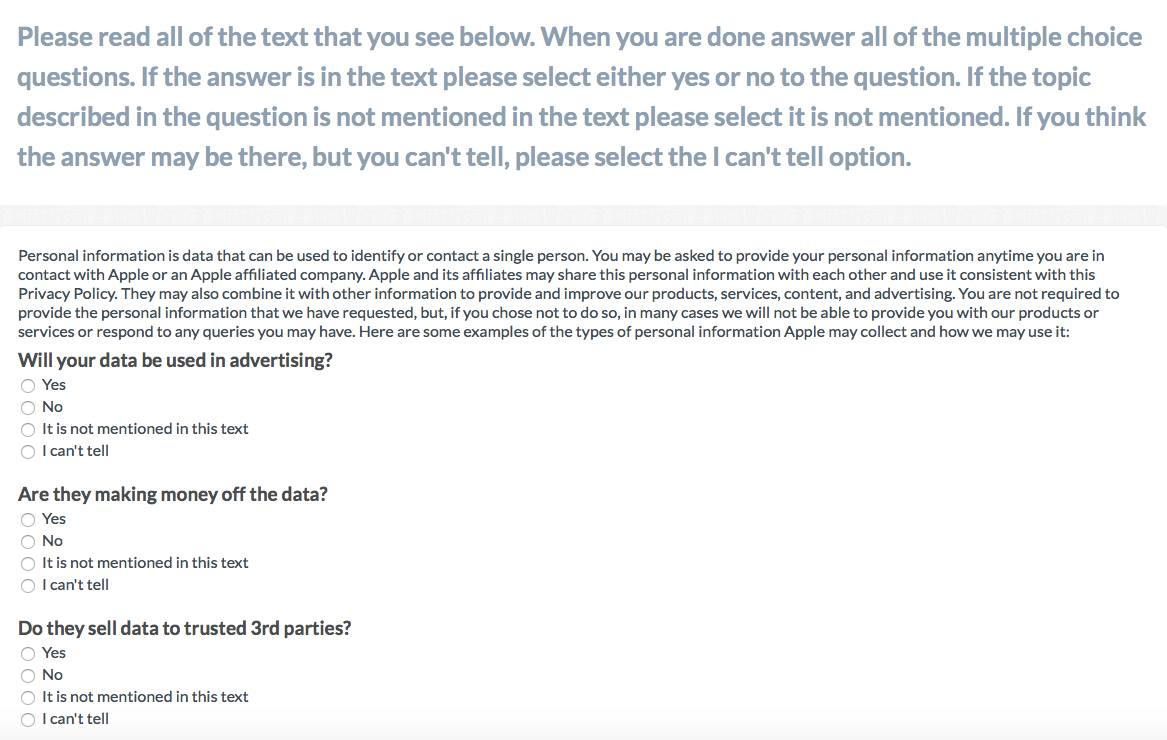 Please read all of the text that you see below. When you are done answer all of the multiple choice
questions. If the answer is in the text please select either yes or no to the question. If the topic
described in the question is not mentioned in the text please select it is not mentioned. If you think
the answer may be there, but you can't tell, please select the I can't tell option.
Personal information is data that can be used to identify or contact a single person. You may be asked to provide your personal information anytime you are in
contact with Apple or an Apple affiliated company. Apple and its affiliates may share this personal information with each other and use it consistent with this
Privacy Policy. They may also combine it with other information to provide and improve our products, services, content, and advertising. You are not required to
provide the personal information that we have requested, but, if you chose not to do so, in many cases we will not be able to provide you with our products or
services or respond to any queries you may have. Here are some examples of the types of personal information Apple may collect and how we may use it:
Will your data be used in advertising?
Yes
No
It is not mentioned in this text
I can't tell
Are they making money off the data?
Yes
No
It is not mentioned in this text
I can't tell
Do they sell data to trusted 3rd parties?
Yes
No
It is not mentioned in this text
I can't tell